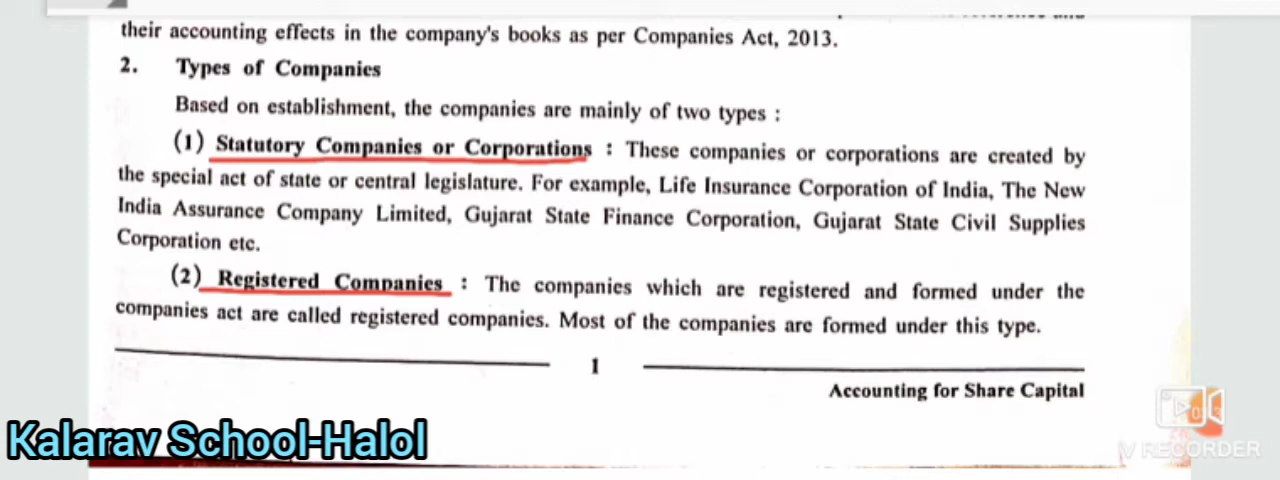 their accounting effects in the company's books as per Companies Act, 2013.
2. Types of Companies
Based on establishment, the companies are mainly of two types :
(1) Statutory Companies or Corporations : These companies or corporations are created by
the special act of state or central legislature. For example, Life Insurance Corporation of India, The New
India Assurance Company Limited, Gujarat State Finance Corporation, Gujarat State Civil Supplies
Corporation etc.
(2) Registered Companies : The companies which are registered and formed under the
companies act are called registered companies. Most of the companies are formed under this type.
1
Accounting for Share Capital
Kalarav School-Halol
V RECORDER